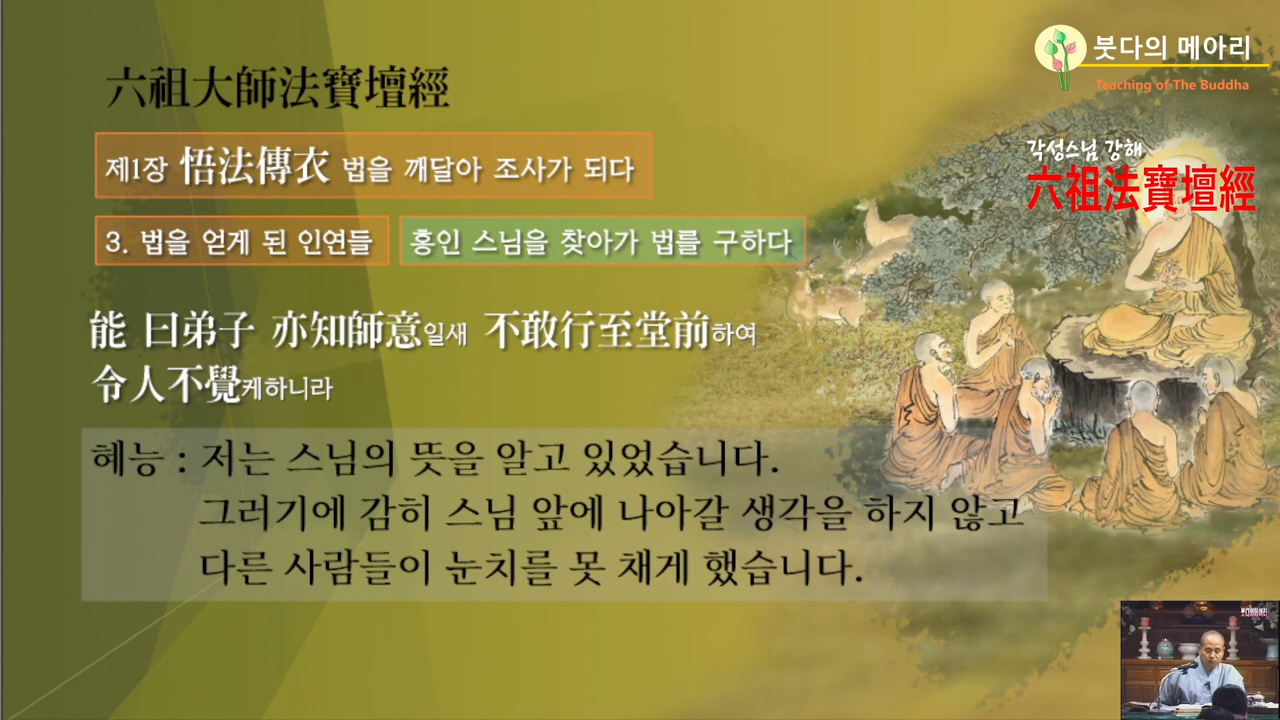 六祖大師法寶壇經
붓다의 메아리
Teaching of The Buddha
각성스님 강해
六祖法寶壇經
제1장 悟法傳衣 법을 깨달아 조사가 되다
3. 법을 얻게 된 인연들
홍인 스님을 찾아가 법를 구하다
能 曰弟子 亦知師意일새 不敢行至堂前하여
令人不覺케하니라
혜능 : 저는 스님의 뜻을 알고 있었습니다.
그러기에 감히 스님 앞에 나아갈 생각을 하지 않고
다른 사람들이 눈치를 못 채게 했습니다.